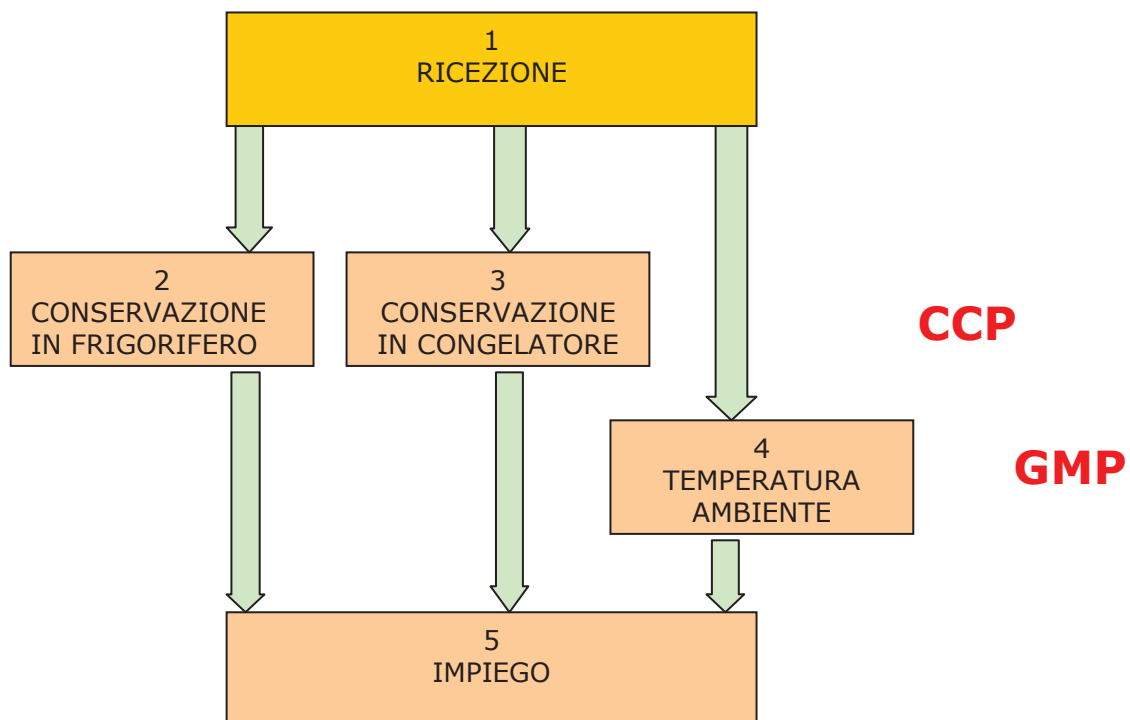 1
RICEZIONE
2
CONSERVAZIONE
IN FRIGORIFERO
3
CONSERVAZIONE
IN CONGELATORE
CCP
4
TEMPERATURA
AMBIENTE
GMP
5
IMPIEGO